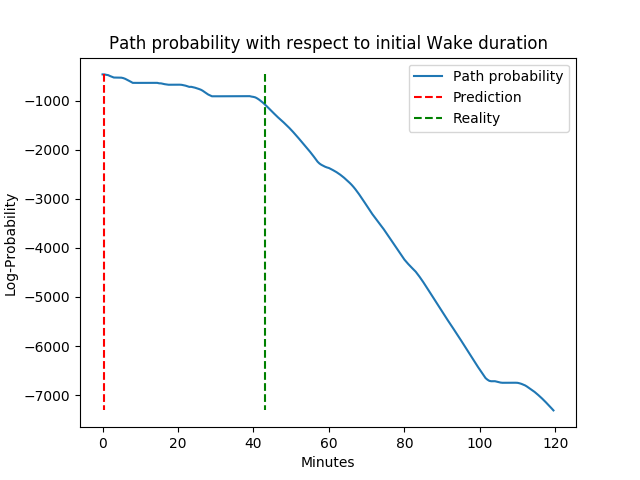 Path probability with respect to initial Wake duration
Path probability
Prediction
Reality
Log-Probability
−1000
−2000
−3000
−4000
−5000
−6000
−7000
0 20 40 60 80 100 120
Minutes